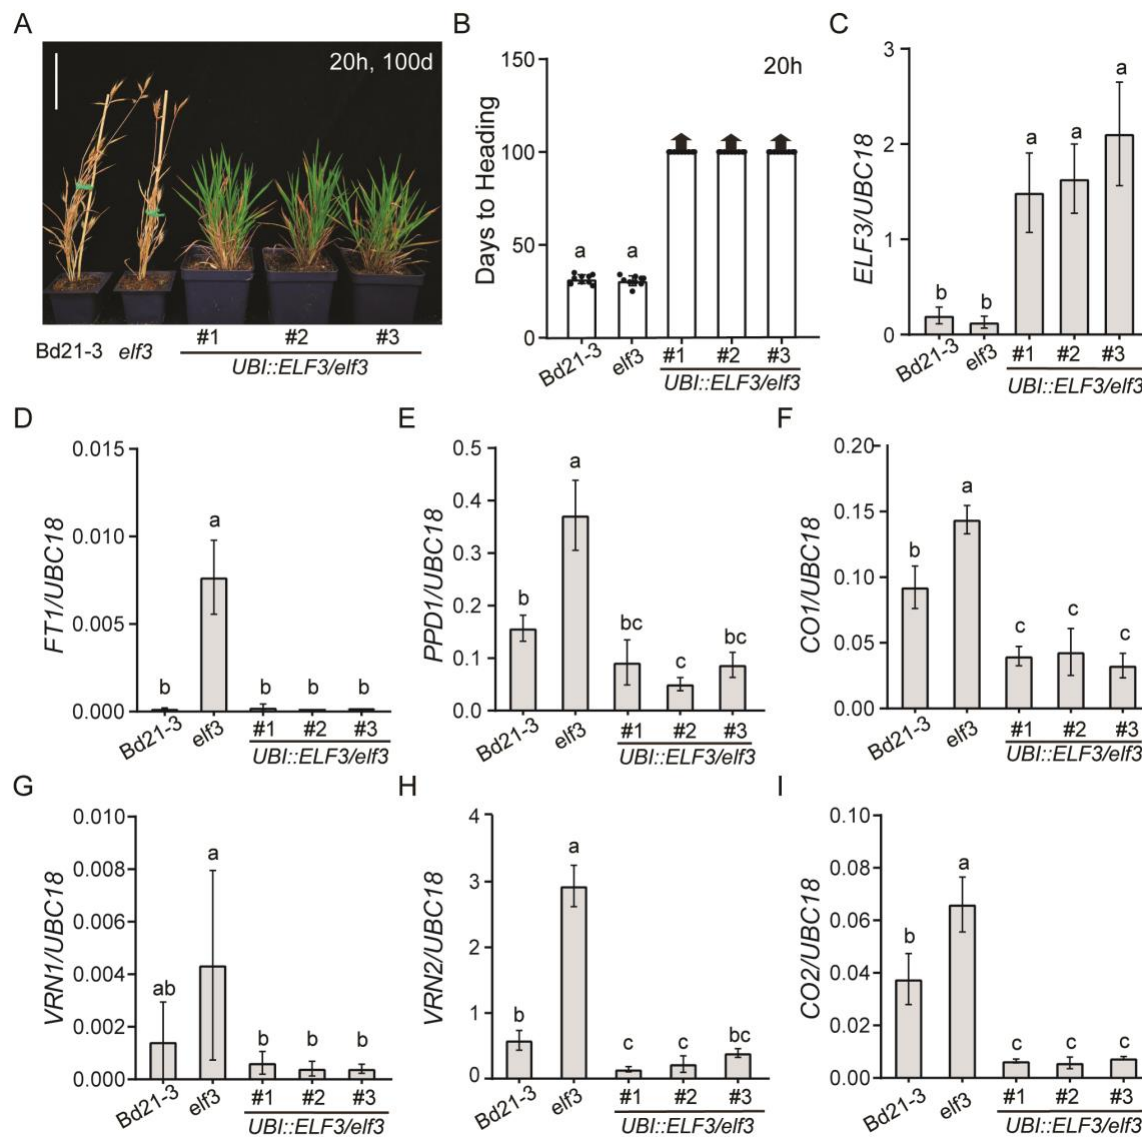 A
20h, 100d
Bd21-3 elf3 #1 #2 #3
UBI::ELF3/elf3
B
Days to Heading
150
100
50
0
20h
a a
Bd21-3 elf3 #1 #2 #3
UBI::ELF3/elf3
C
ELF3/UBC18
3
2
1
0
b b a a a
Bd21-3 elf3 #1 #2 #3
UBI::ELF3/elf3
D
FT1/UBC18
0.015
0.010
0.005
0.000
b a b b b
Bd21-3 elf3 #1 #2 #3
UBI::ELF3/elf3
E
PPD1/UBC18
0.5
0.4
0.3
0.2
0.1
0.0
b a bc c bc
Bd21-3 elf3 #1 #2 #3
UBI::ELF3/elf3
F
CO1/UBC18
0.20
0.15
0.10
0.05
0.00
b a c c c
Bd21-3 elf3 #1 #2 #3
UBI::ELF3/elf3
G
VRN1/UBC18
0.010
0.008
0.006
0.004
0.002
0.000
ab a b b b
Bd21-3 elf3 #1 #2 #3
UBI::ELF3/elf3
H
VRN2/UBC18
4
3
2
1
0
b a c c bc
Bd21-3 elf3 #1 #2 #3
UBI::ELF3/elf3
I
CO2/UBC18
0.10
0.08
0.06
0.04
0.02
0.00
b a c c c
Bd21-3 elf3 #1 #2 #3
UBI::ELF3/elf3